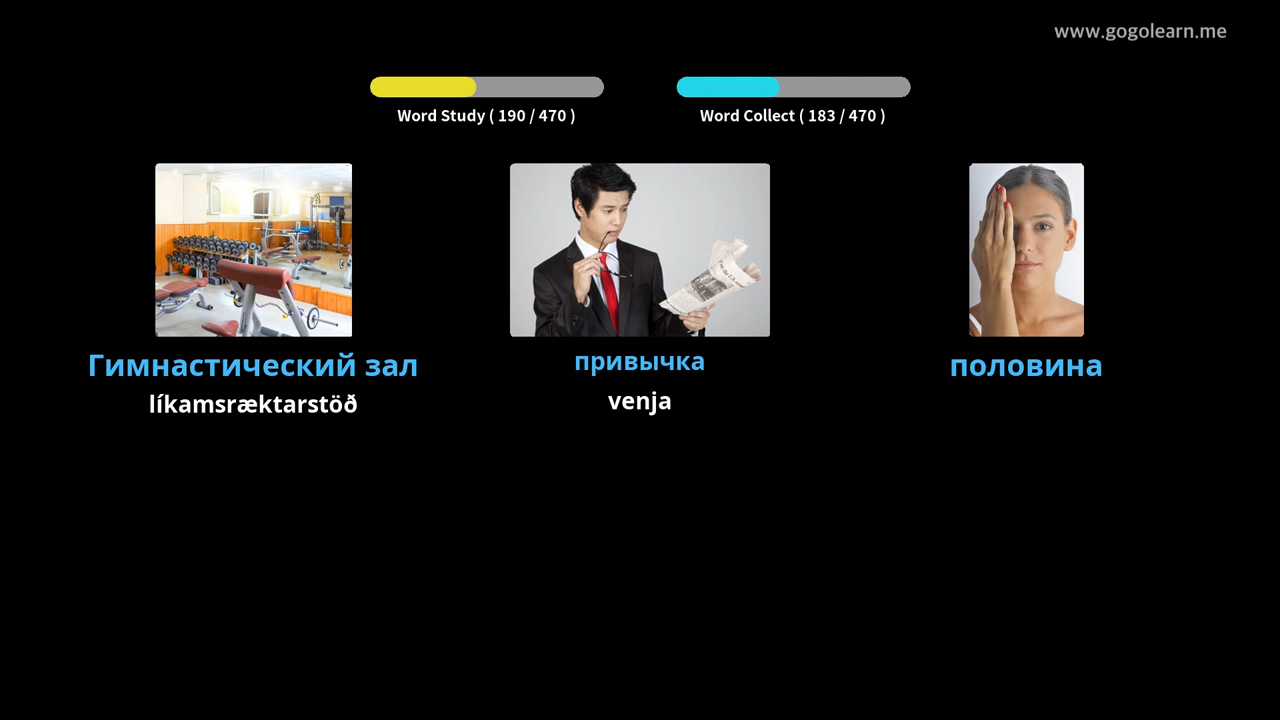 www.gogolearn.me
Word Study ( 190 / 470 )
Word Collect ( 183 / 470 )
Гимнастический зал
líkamsræktarstöð
привычка
venja
половина